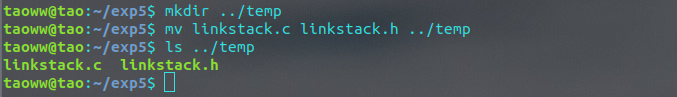 taoww@tao:~/exp5$ mkdir ../temp
taoww@tao:~/exp5$ mv linkstack.c linkstack.h ../temp
taoww@tao:~/exp5$ ls ../temp
linkstack.c  linkstack.h
taoww@tao:~/exp5$